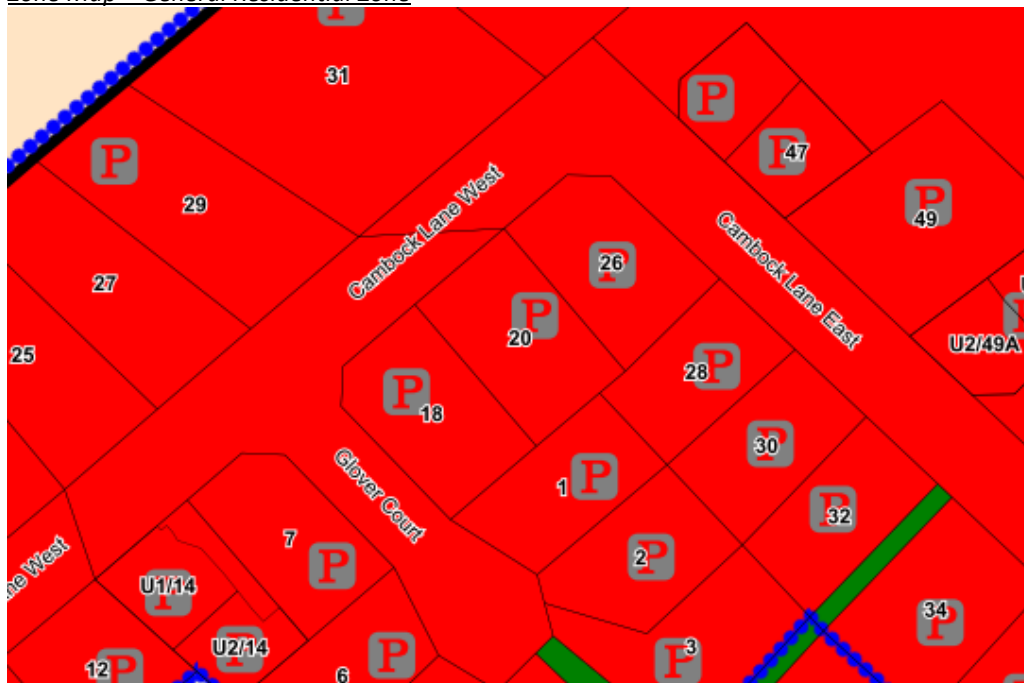 Zone Map – General Residential Zone
P
31
P
P
47
P
29
P
49
Cambock Lane West
Cambock Lane East
P
26
27
P
20
U2/49A
25
P
28
P
18
P
30
Glover Court
P
1
P
32
7
P
P
2
ne West
U1/14
P
P
34
U2/14
P
P
3
12
P
6
P